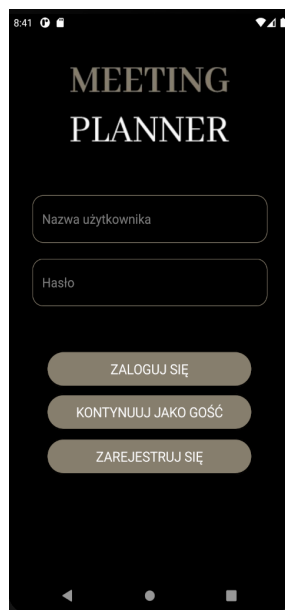 8:41
MEETING
PLANNER
Nazwa użytkownika
Hasło
ZALOGUJ SIĘ
KONTYNUUJ JAKO GOŚĆ
ZAREJESTRUJ SIĘ